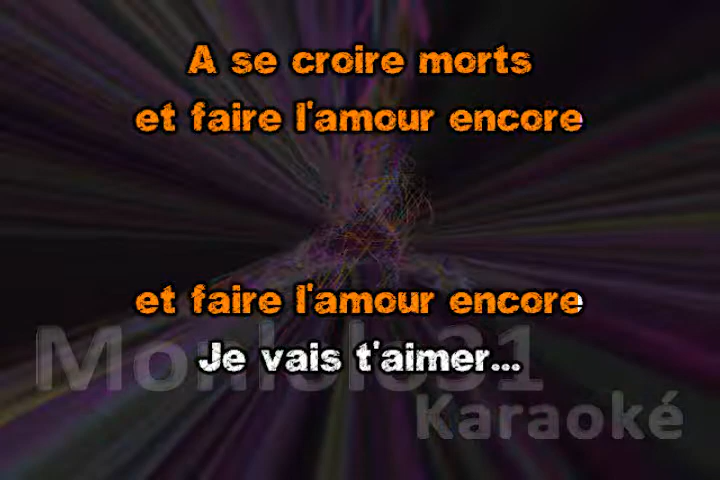 A se croire morts
et faire l'amour encore
et faire l'amour encore
Je vais t'aimer...
Karaoké